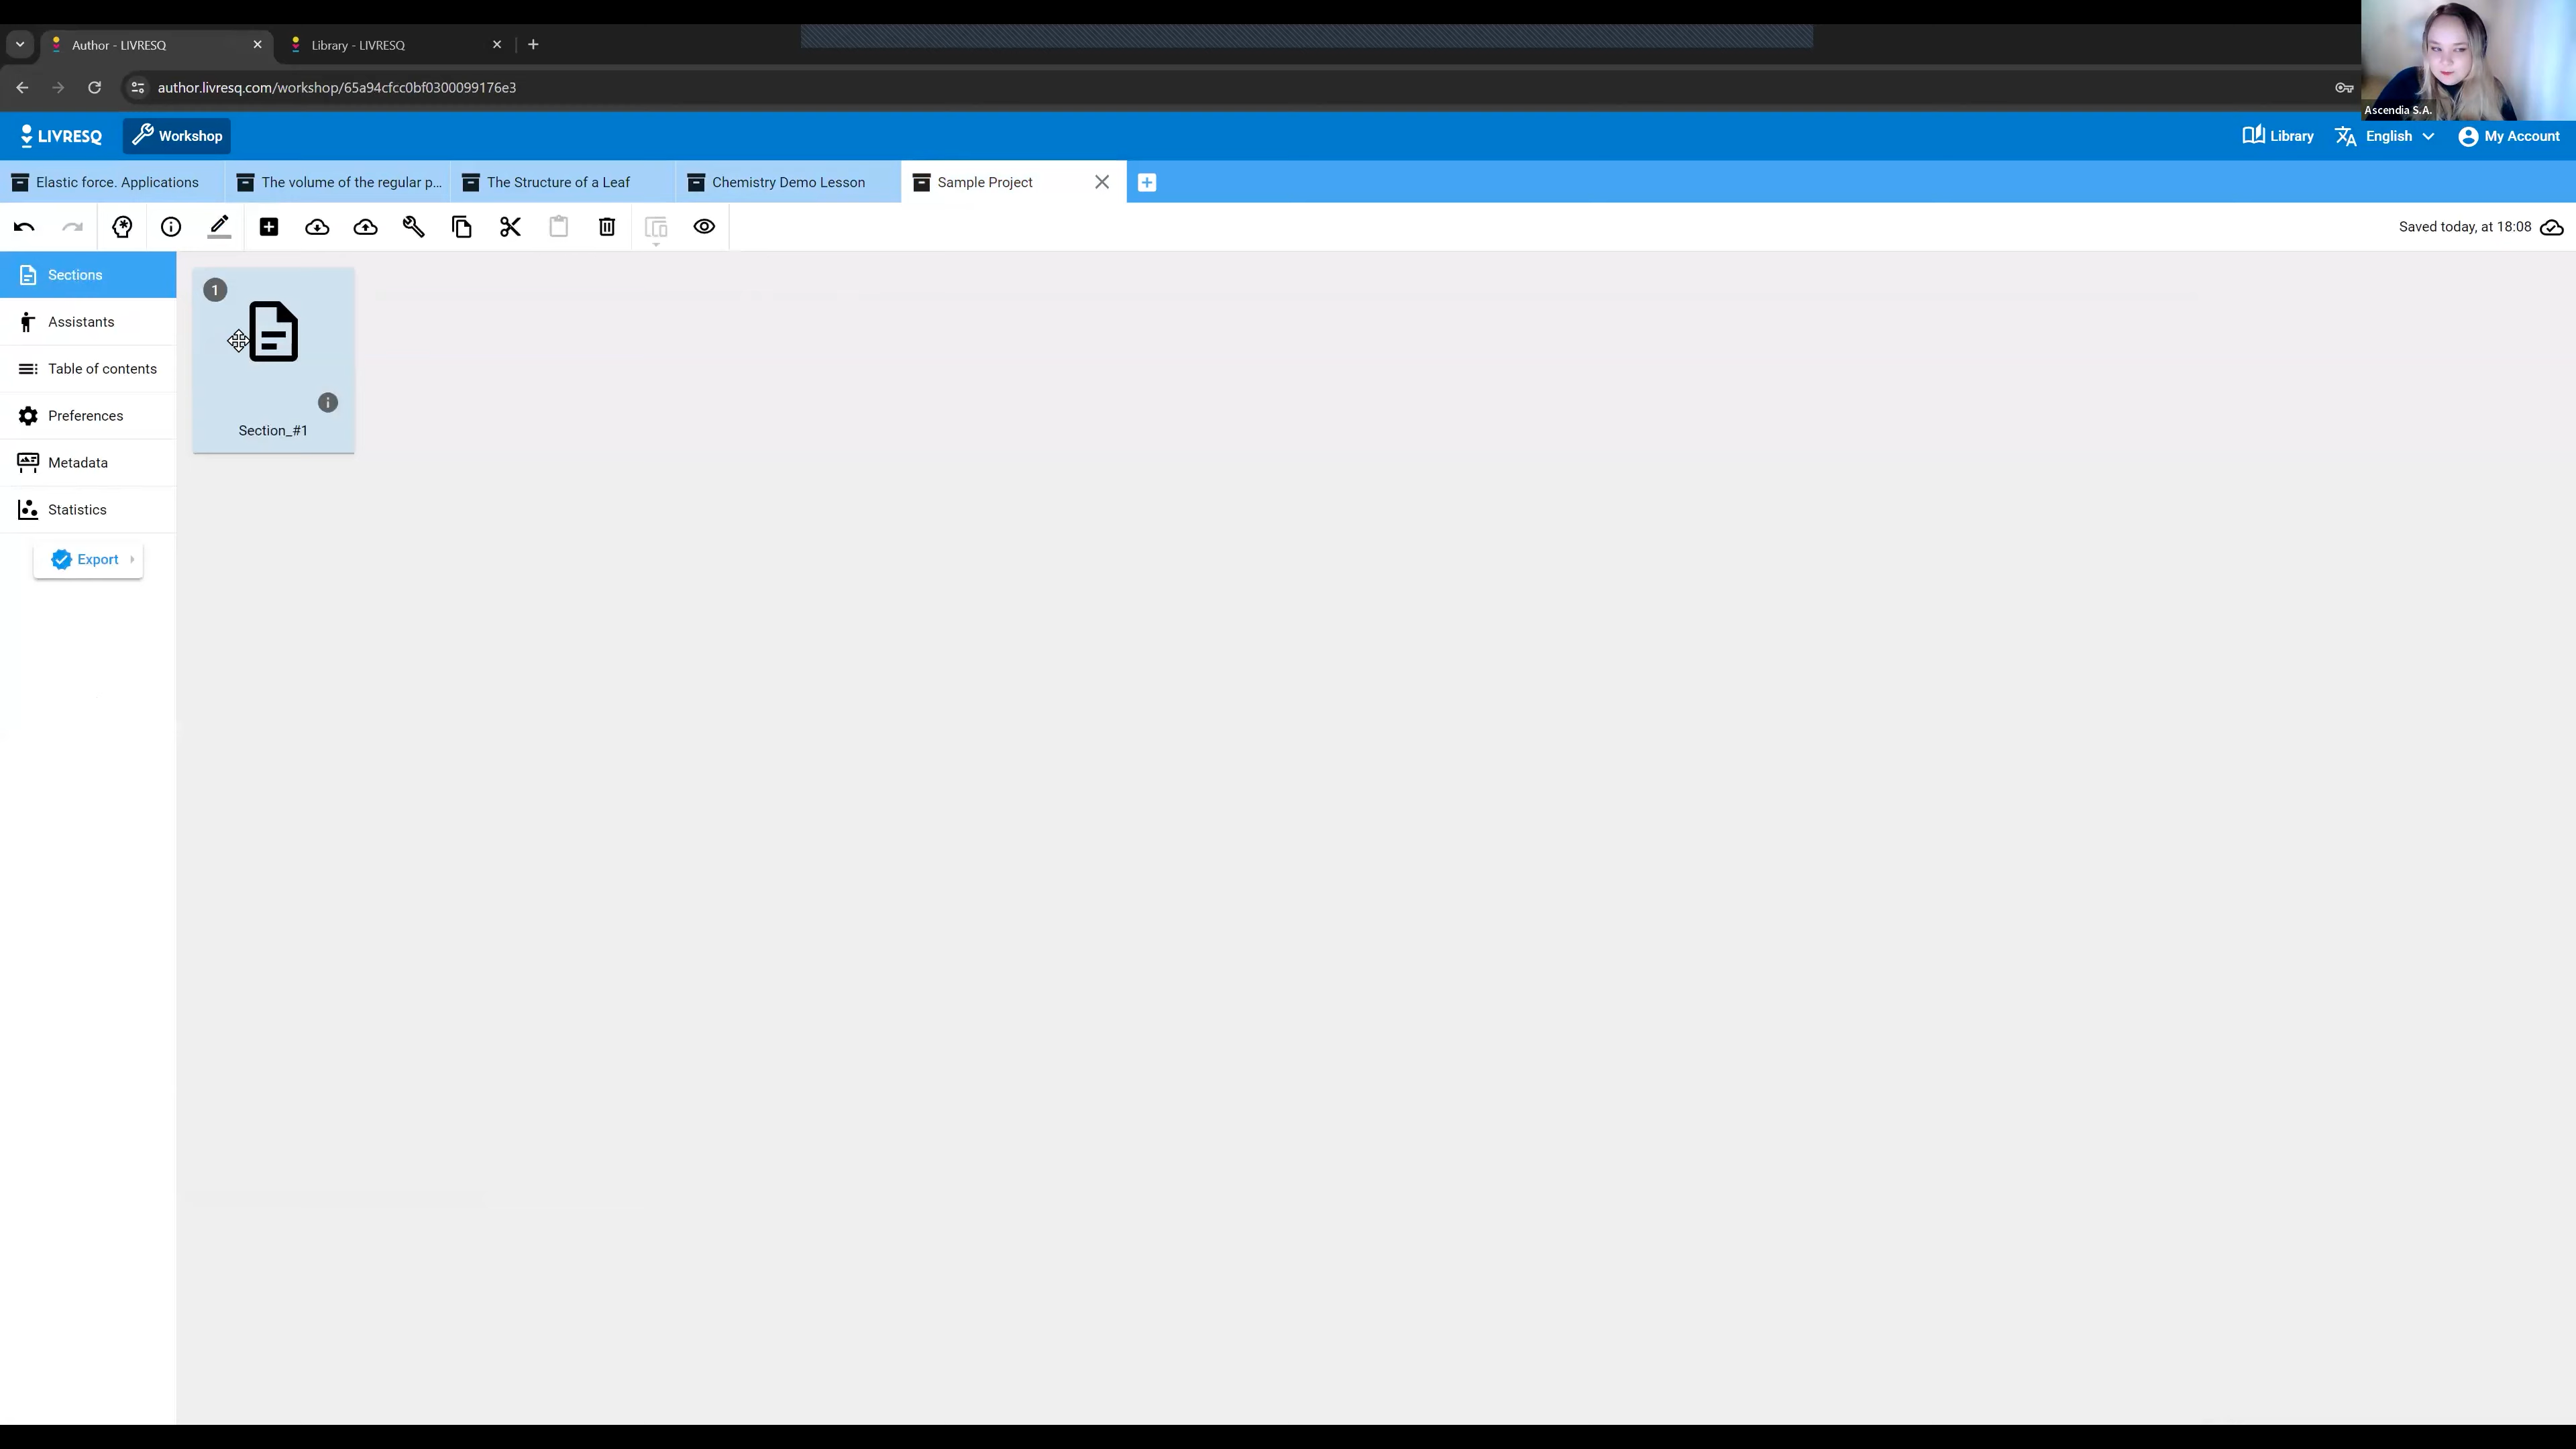 Author - LIVRESQ
Library - LIVRESQ
author.livresq.com/workshop/65a94cfcc0bf0300099176e3
Ascendia S.A.
LIVRESQ
Workshop
Library
English
My Account
Elastic force. Applications
The volume of the regular p...
The Structure of a Leaf
Chemistry Demo Lesson
Sample Project
Saved today, at 18:08
Sections
Assistants
Table of contents
Preferences
Metadata
Statistics
Export
1
Section_#1